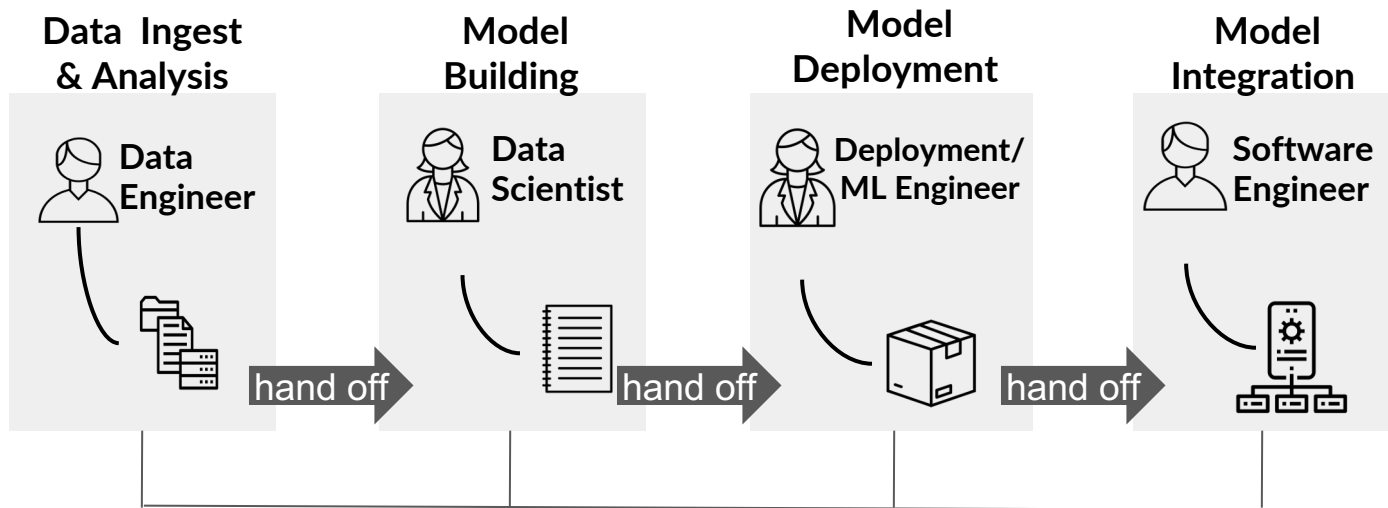 Data Ingest
& Analysis
Model
Building
Model
Deployment
Model
Integration
Data
Engineer
Data
Scientist
Deployment/
ML Engineer
Software
Engineer
hand off
hand off
hand off